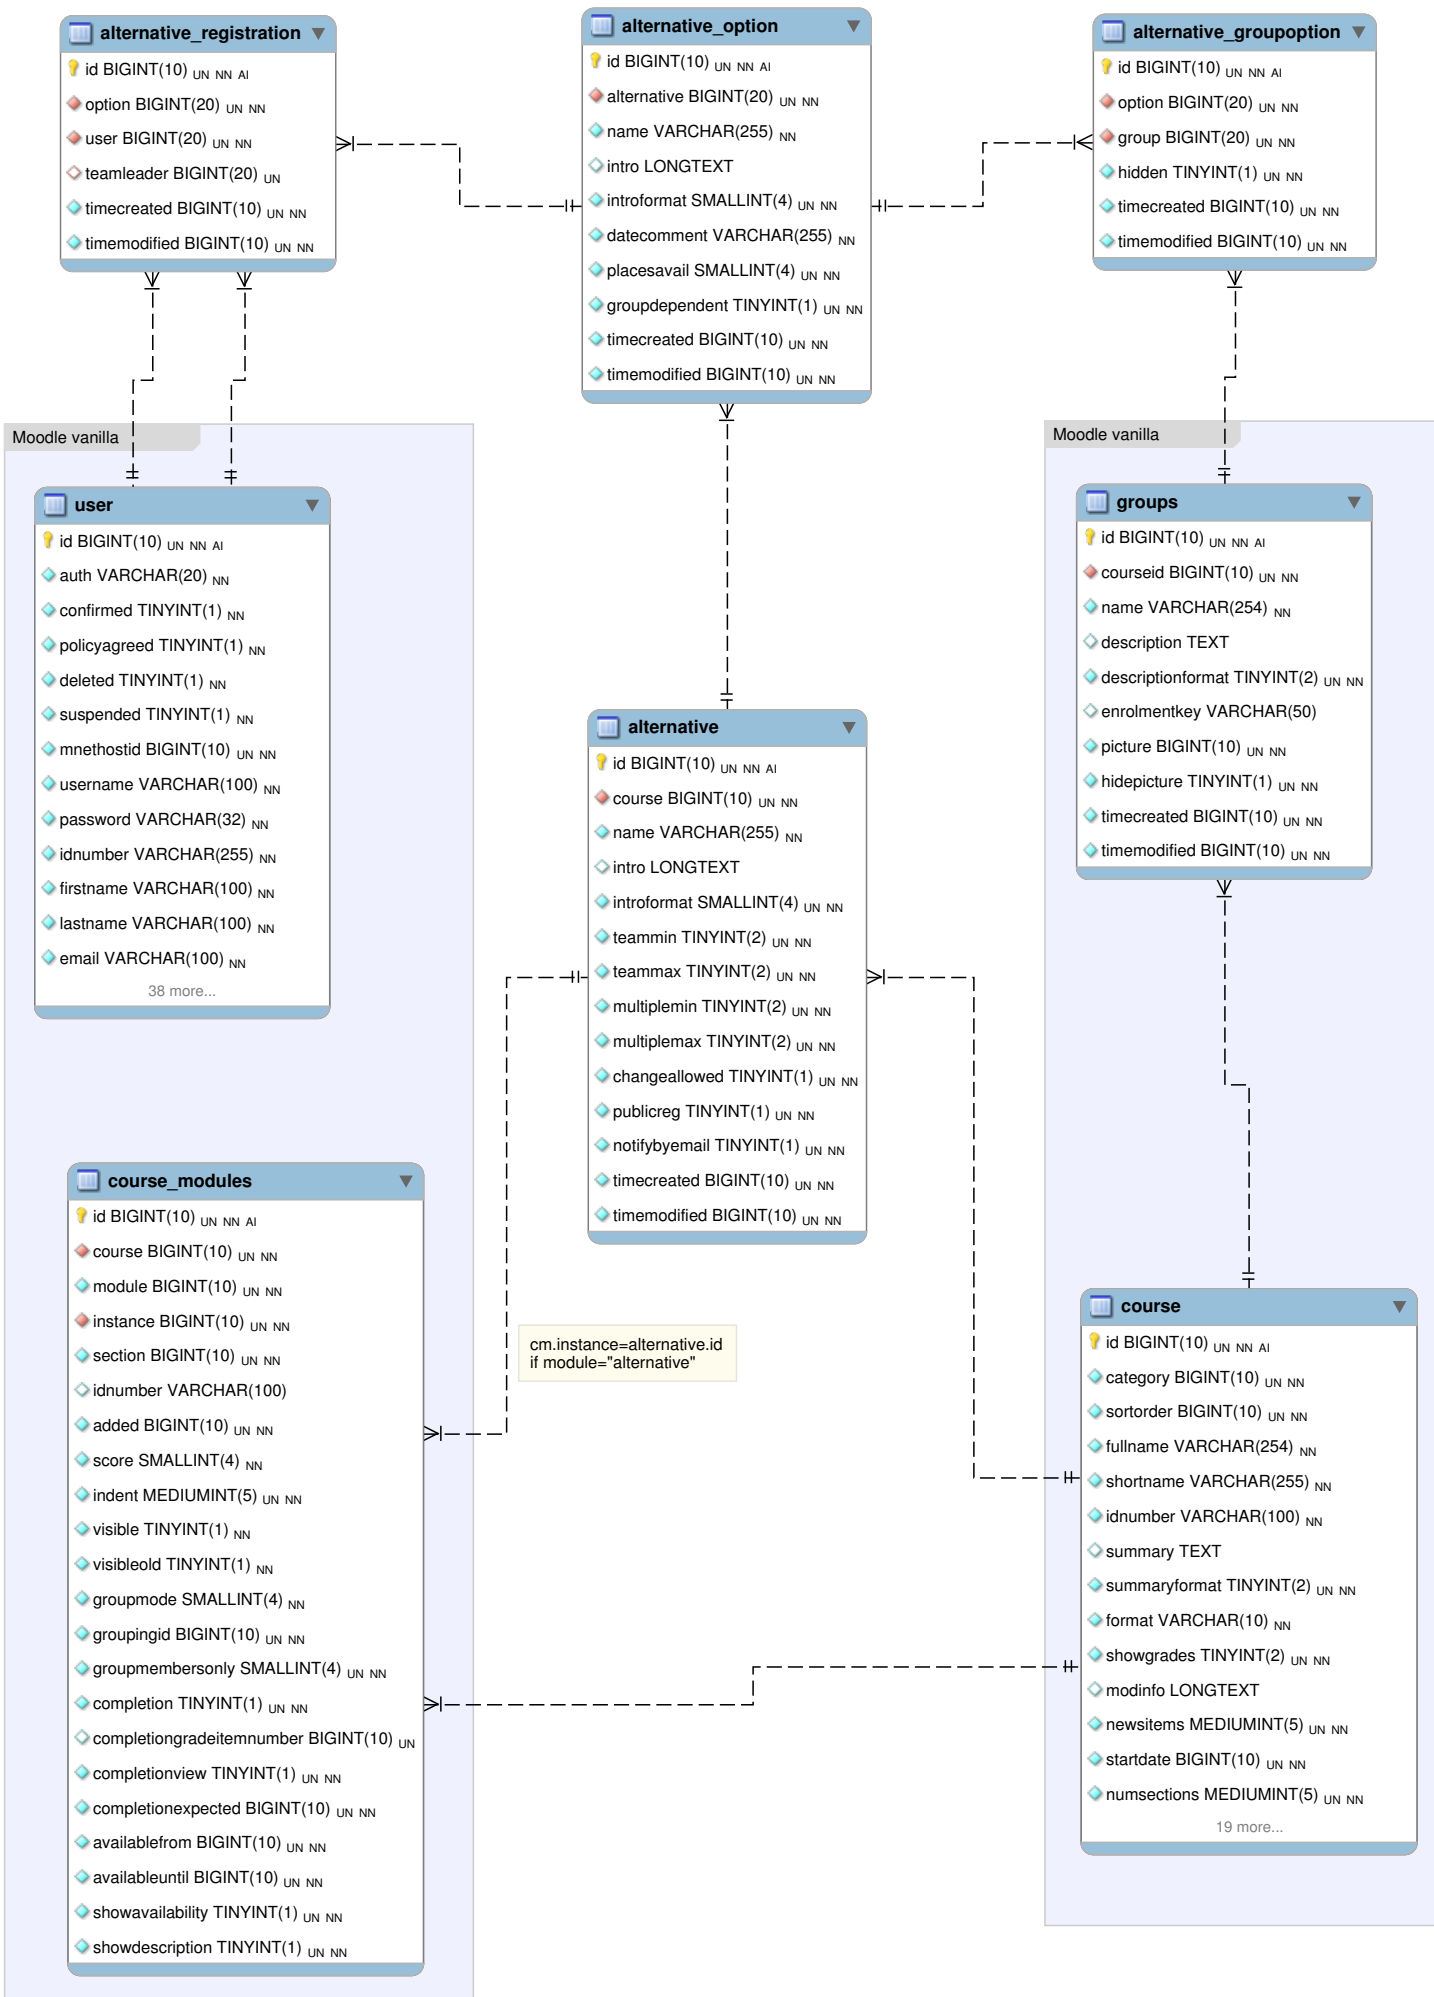 alternative_registration
id BIGINT(10) UN NN AI
option BIGINT(20) UN NN
user BIGINT(20) UN NN
teamleader BIGINT(20) UN
timecreated BIGINT(10) UN NN
timemodified BIGINT(10) UN NN
alternative_option
id BIGINT(10) UN NN AI
alternative BIGINT(20) UN NN
name VARCHAR(255) NN
intro LONGTEXT
introformat SMALLINT(4) UN NN
datecomment VARCHAR(255) NN
placesavail SMALLINT(4) UN NN
groupdependent TINYINT(1) UN NN
timecreated BIGINT(10) UN NN
timemodified BIGINT(10) UN NN
alternative_groupoption
id BIGINT(10) UN NN AI
option BIGINT(20) UN NN
group BIGINT(20) UN NN
hidden TINYINT(1) UN NN
timecreated BIGINT(10) UN NN
timemodified BIGINT(10) UN NN
Moodle vanilla
user
id BIGINT(10) UN NN AI
auth VARCHAR(20) NN
confirmed TINYINT(1) NN
policyagreed TINYINT(1) NN
deleted TINYINT(1) NN
suspended TINYINT(1) NN
mnethostid BIGINT(10) UN NN
username VARCHAR(100) NN
password VARCHAR(32) NN
idnumber VARCHAR(255) NN
firstname VARCHAR(100) NN
lastname VARCHAR(100) NN
email VARCHAR(100) NN
38 more...
Moodle vanilla
groups
id BIGINT(10) UN NN AI
courseid BIGINT(10) UN NN
name VARCHAR(254) NN
description TEXT
descriptionformat TINYINT(2) UN NN
enrolmentkey VARCHAR(50)
picture BIGINT(10) UN NN
hidepicture TINYINT(1) UN NN
timecreated BIGINT(10) UN NN
timemodified BIGINT(10) UN NN
alternative
id BIGINT(10) UN NN AI
course BIGINT(10) UN NN
name VARCHAR(255) NN
intro LONGTEXT
introformat SMALLINT(4) UN NN
teammin TINYINT(2) UN NN
teammax TINYINT(2) UN NN
multiplemin TINYINT(2) UN NN
multiplemax TINYINT(2) UN NN
changeallowed TINYINT(1) UN NN
publicreg TINYINT(1) UN NN
notifybyemail TINYINT(1) UN NN
timecreated BIGINT(10) UN NN
timemodified BIGINT(10) UN NN
course_modules
id BIGINT(10) UN NN AI
course BIGINT(10) UN NN
module BIGINT(10) UN NN
instance BIGINT(10) UN NN
section BIGINT(10) UN NN
idnumber VARCHAR(100)
added BIGINT(10) UN NN
score SMALLINT(4) NN
indent MEDIUMINT(5) UN NN
visible TINYINT(1) NN
visibleold TINYINT(1) NN
groupmode SMALLINT(4) NN
groupingid BIGINT(10) UN NN
groupmembersonly SMALLINT(4) UN NN
completion TINYINT(1) UN NN
completiongradeitemnumber BIGINT(10) UN
completionview TINYINT(1) UN NN
completionexpected BIGINT(10) UN NN
availablefrom BIGINT(10) UN NN
availableuntil BIGINT(10) UN NN
showavailability TINYINT(1) UN NN
showdescription TINYINT(1) UN NN
cm.instance=alternative.id
if module="alternative"
course
id BIGINT(10) UN NN AI
category BIGINT(10) UN NN
sortorder BIGINT(10) UN NN
fullname VARCHAR(254) NN
shortname VARCHAR(255) NN
idnumber VARCHAR(100) NN
summary TEXT
summaryformat TINYINT(2) UN NN
format VARCHAR(10) NN
showgrades TINYINT(2) UN NN
modinfo LONGTEXT
newsitems MEDIUMINT(5) UN NN
startdate BIGINT(10) UN NN
numsections MEDIUMINT(5) UN NN
19 more...